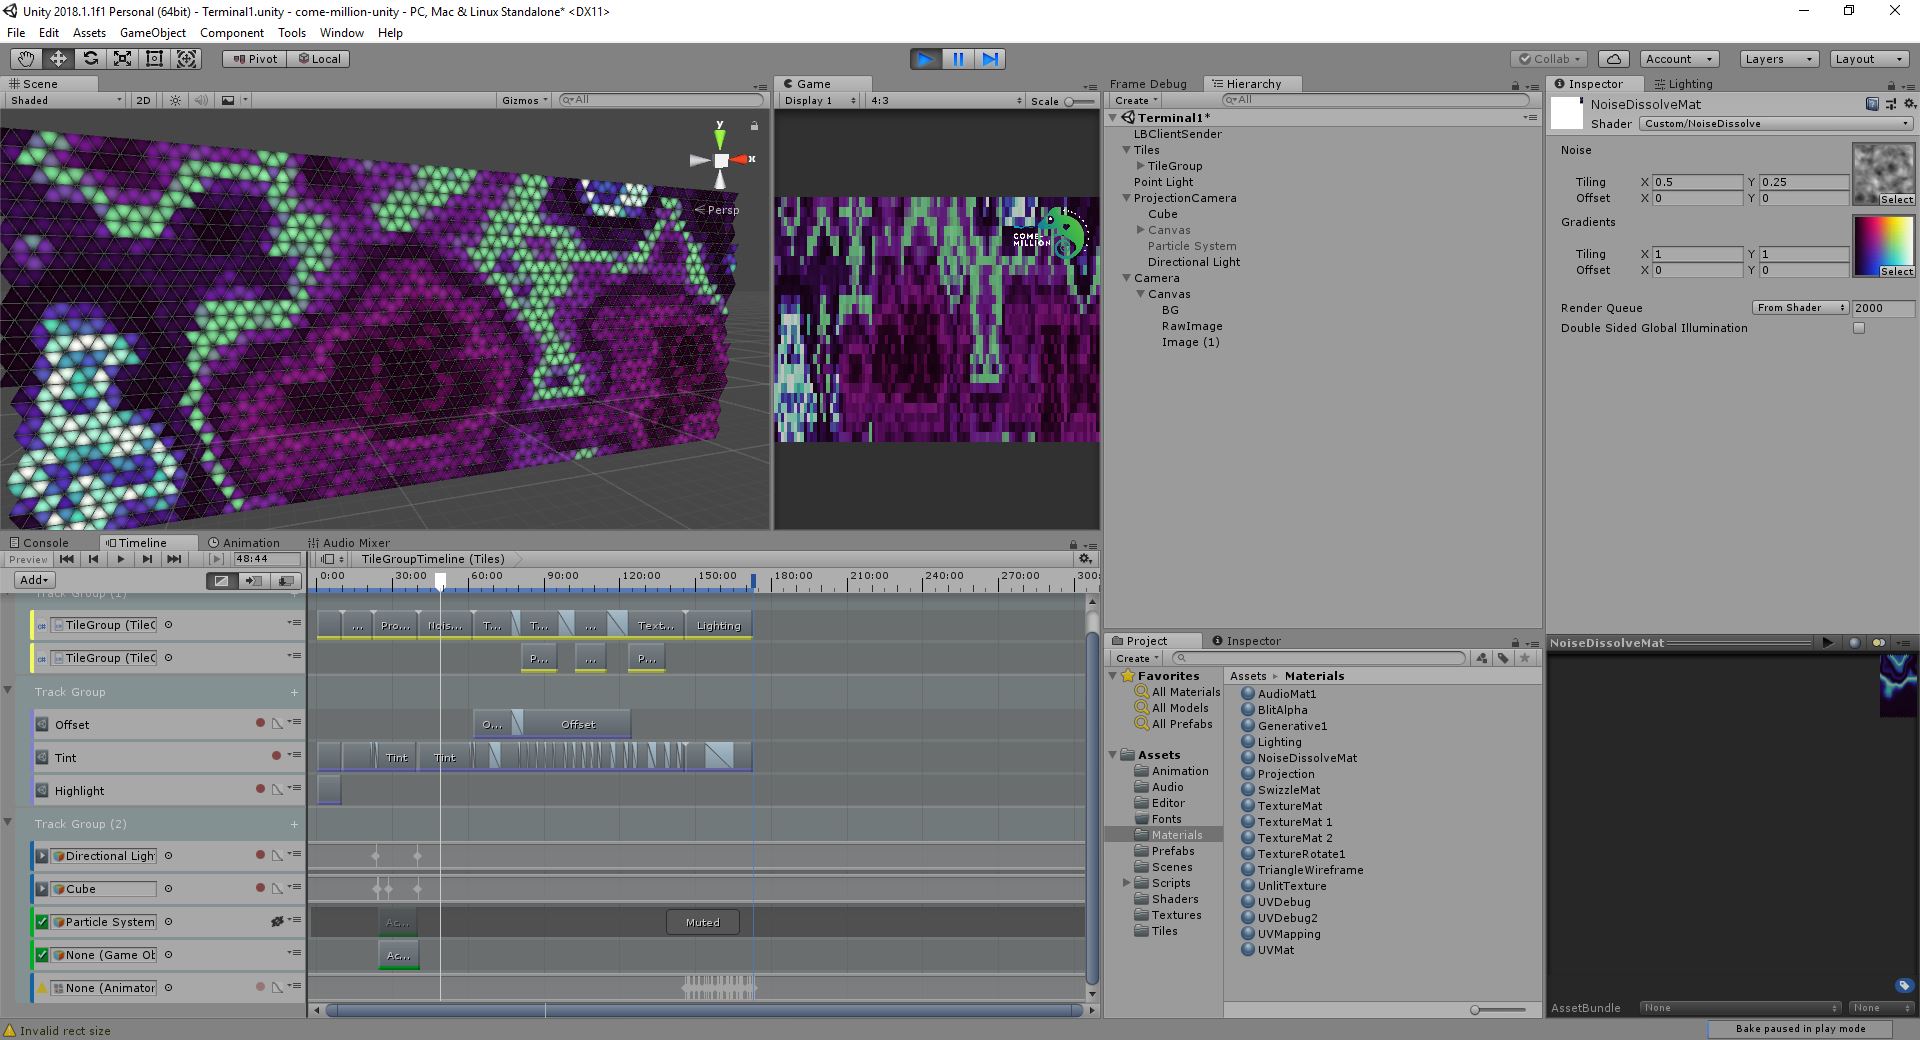 Unity 2018.1.1f1 Personal (64bit) - Terminal1.unity - come-million-unity - PC, Mac & Linux Standalone* <DX11>
File Edit Assets GameObject Component Tools Window Help
Pivot Local Collab Account Layers Layout
Scene
Shaded 2D Gizmos All
y
x
Persp
Game
Display 1 4:3 Scale
COME-
MILLION
Frame Debug Hierarchy
Create All
Terminal1*
LBClientSender
Tiles
TileGroup
Point Light
ProjectionCamera
Cube
Canvas
Particle System
Directional Light
Camera
Canvas
BG
RawImage
Image (1)
Inspector Lighting
NoiseDissolveMat
Shader Custom/NoiseDissolve
Noise
Tiling X 0.5 Y 0.25
Offset X 0 Y 0
Select
Gradients
Tiling X 1 Y 1
Offset X 0 Y 0
Select
Render Queue From Shader 2000
Double Sided Global Illumination
Console Timeline Animation Audio Mixer
Preview 48:44 TileGroupTimeline (Tiles)
Add
0:00 30:00 60:00 90:00 120:00 150:00 180:00 210:00 240:00 270:00 300:
Track Group (1)
TileGroup (TileG
... Pro... Nois... T... T... ... Text... Lighting
TileGroup (TileG
P... ... P...
Track Group
Offset
O... Offset
Tint
Tint Tint
Highlight
Track Group (2)
Directional Ligh
Cube
Particle System
Ac... Muted
None (Game Ob
Ac...
None (Animator
Invalid rect size
Project Inspector
Create
Favorites
All Materials
All Models
All Prefabs
Assets
Animation
Audio
Editor
Fonts
Materials
Prefabs
Scenes
Scripts
Shaders
Textures
Tiles
Assets Materials
AudioMat1
BlitAlpha
Generative1
Lighting
NoiseDissolveMat
Projection
SwizzleMat
TextureMat
TextureMat 1
TextureMat 2
TextureRotate1
TriangleWireframe
UnlitTexture
UVDebug
UVDebug2
UVMapping
UVMat
NoiseDissolveMat
AssetBundle None None
Bake paused in play mode